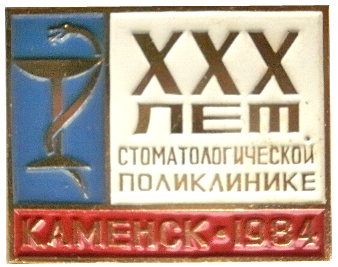 XXX
ЛЕТ
СТОМАТОЛОГИЧЕСКОЙ
ПОЛИКЛИНИКЕ
КАМЕНСК-1984